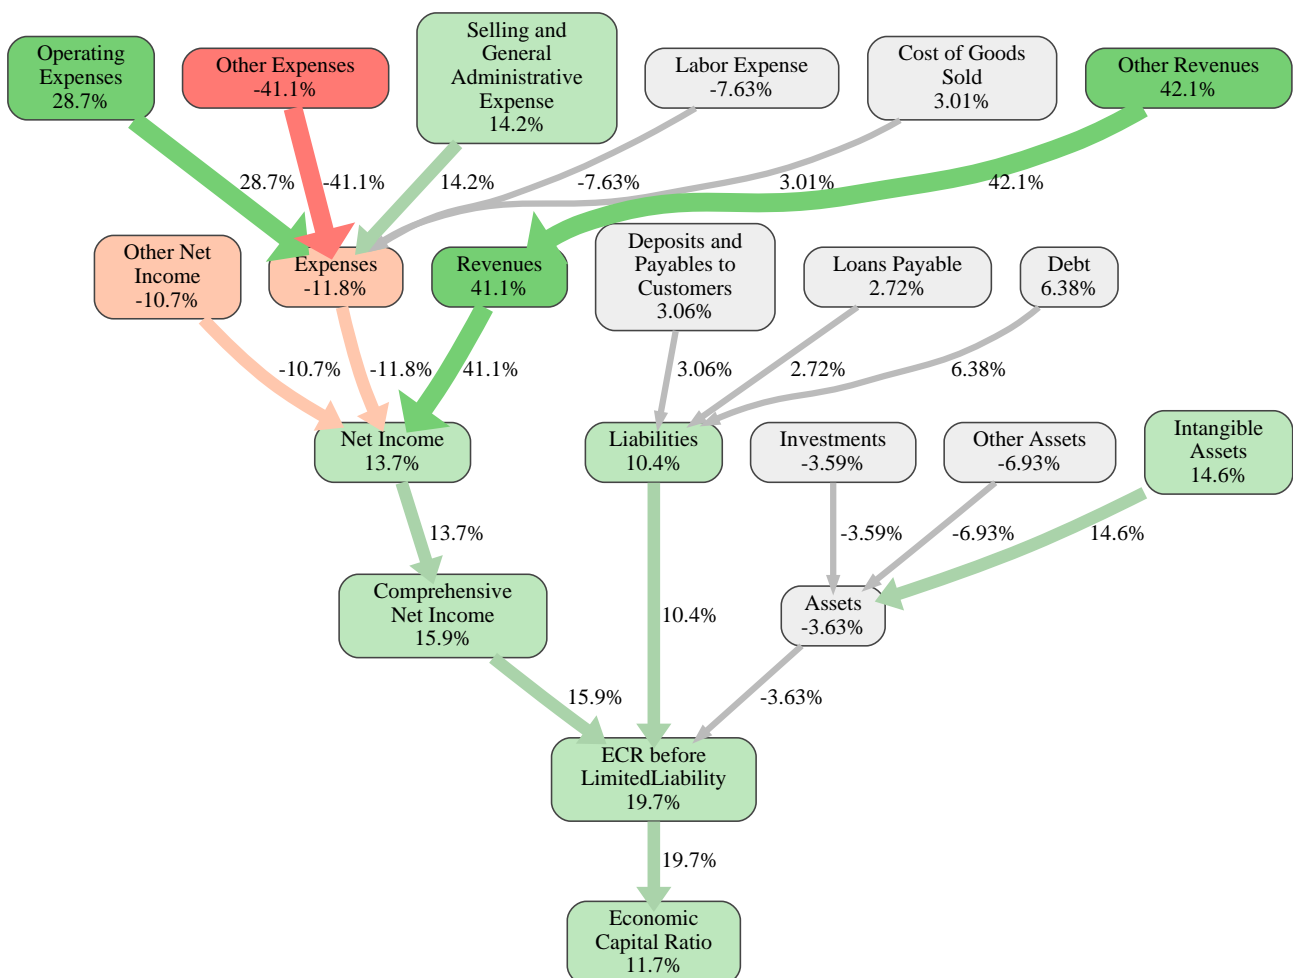 Operating
Expenses
28.7%
Other Expenses
-41.1%
Selling and
General
Administrative
Expense
14.2%
Labor Expense
-7.63%
Cost of Goods
Sold
3.01%
Other Revenues
42.1%
28.7%
-41.1%
14.2%
-7.63%
3.01%
42.1%
Other Net
Income
-10.7%
Expenses
-11.8%
Revenues
41.1%
Deposits and
Payables to
Customers
3.06%
Loans Payable
2.72%
Debt
6.38%
-10.7%
-11.8%
41.1%
3.06%
2.72%
6.38%
Net Income
13.7%
Liabilities
10.4%
Investments
-3.59%
Other Assets
-6.93%
Intangible
Assets
14.6%
13.7%
-3.59%
-6.93%
14.6%
Comprehensive
Net Income
15.9%
10.4%
Assets
-3.63%
15.9%
-3.63%
ECR before
LimitedLiability
19.7%
19.7%
Economic
Capital Ratio
11.7%